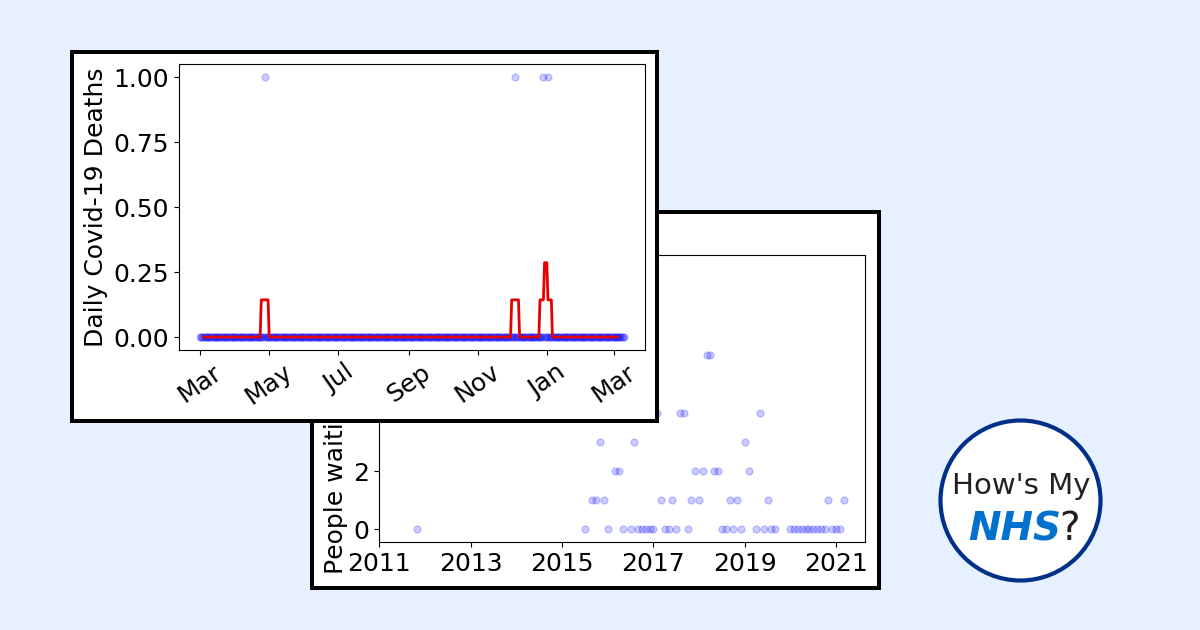 Daily Covid-19 Deaths
1.00
0.75
0.50
0.25
0.00
Mar May Jul Sep Nov Jan Mar
People waiti
2
0
2011 2013 2015 2017 2019 2021
How's My
NHS?